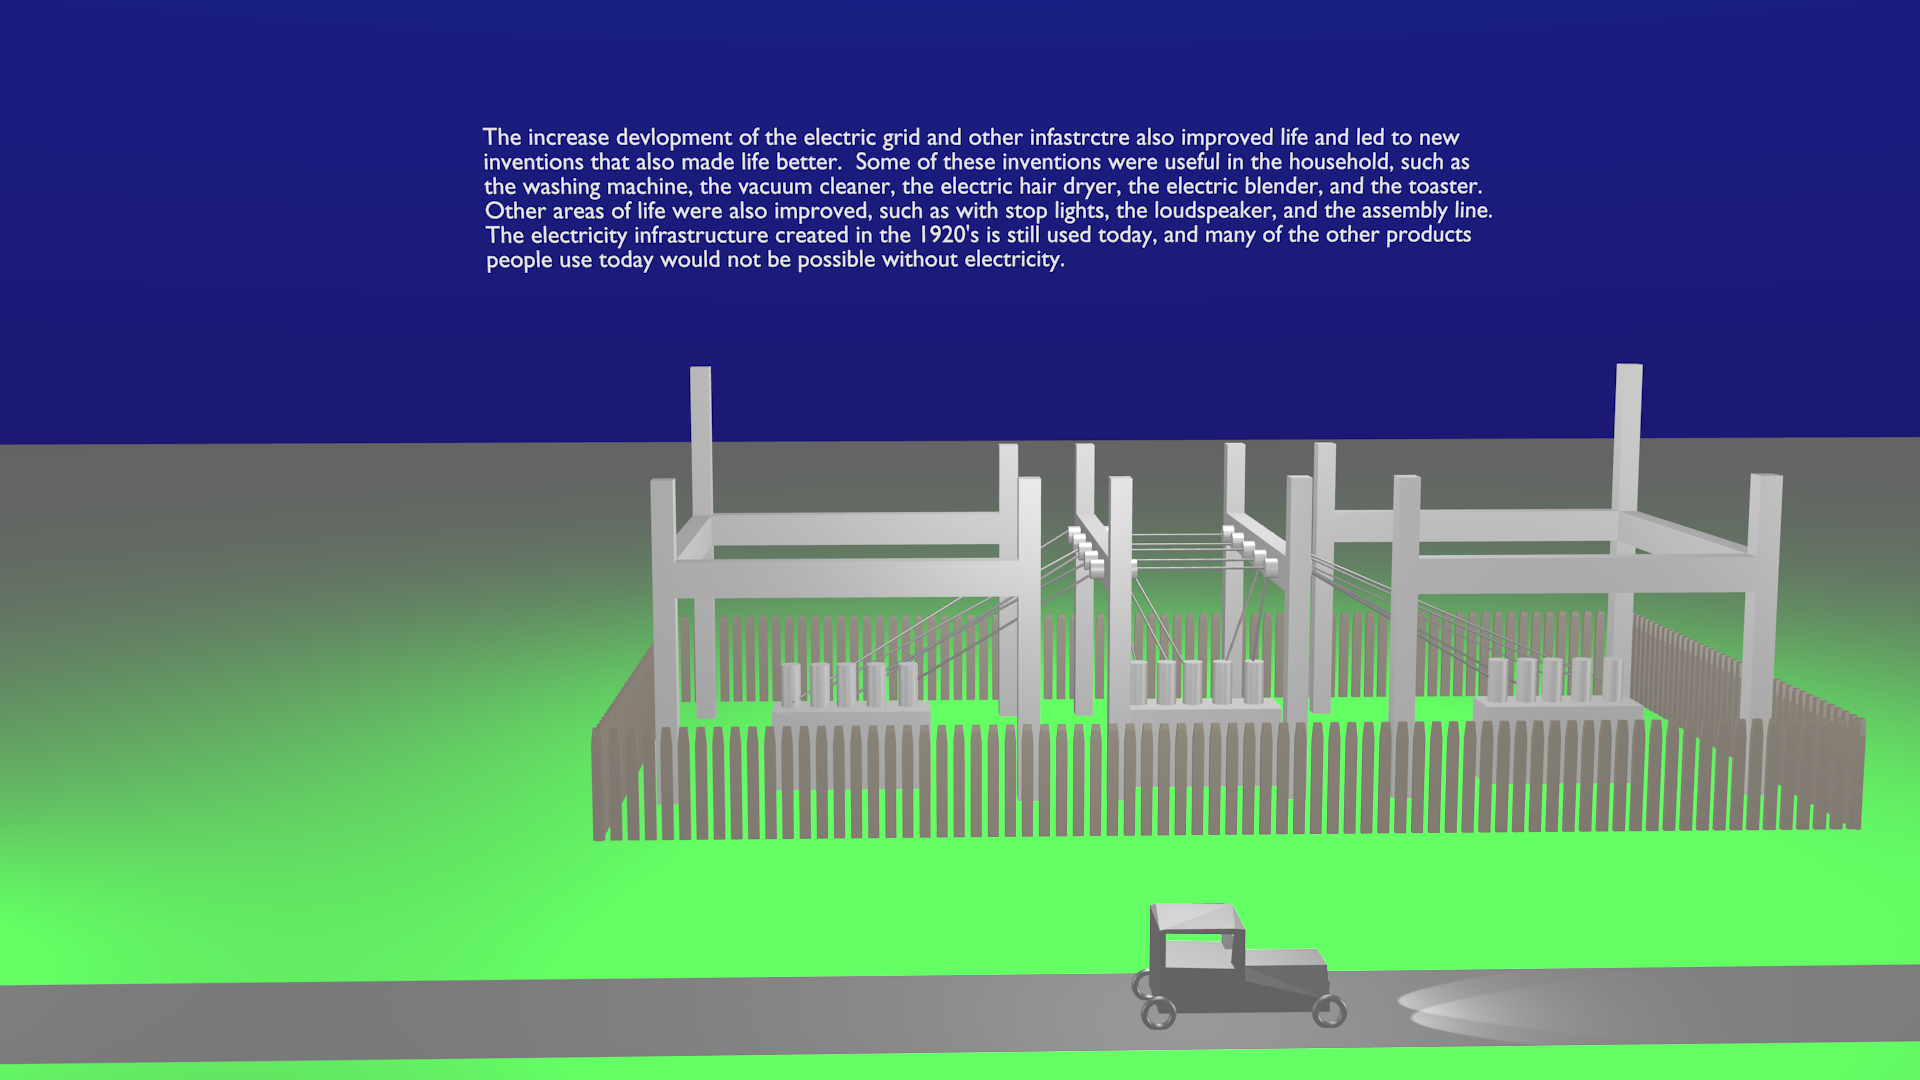 The increase devlopment of the electric grid and other infastrctre also improved life and led to new
inventions that also made life better.  Some of these inventions were useful in the household, such as
the washing machine, the vacuum cleaner, the electric hair dryer, the electric blender, and the toaster.
Other areas of life were also improved, such as with stop lights, the loudspeaker, and the assembly line.
The electricity infrastructure created in the 1920's is still used today, and many of the other products
people use today would not be possible without electricity.